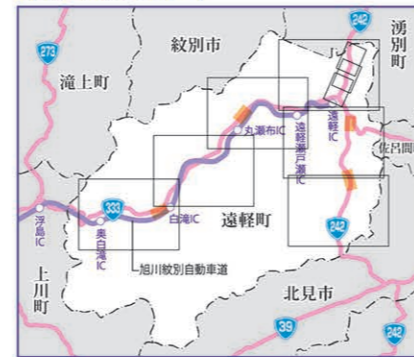 242
湧別町
273
紋別市
滝上町
丸瀬布IC
遠軽瀬戸瀬IC
遠軽IC
佐呂間
333
白滝IC
遠軽町
浮島IC
奥白滝IC
242
旭川紋別自動車道
上川町
北見市
242
39